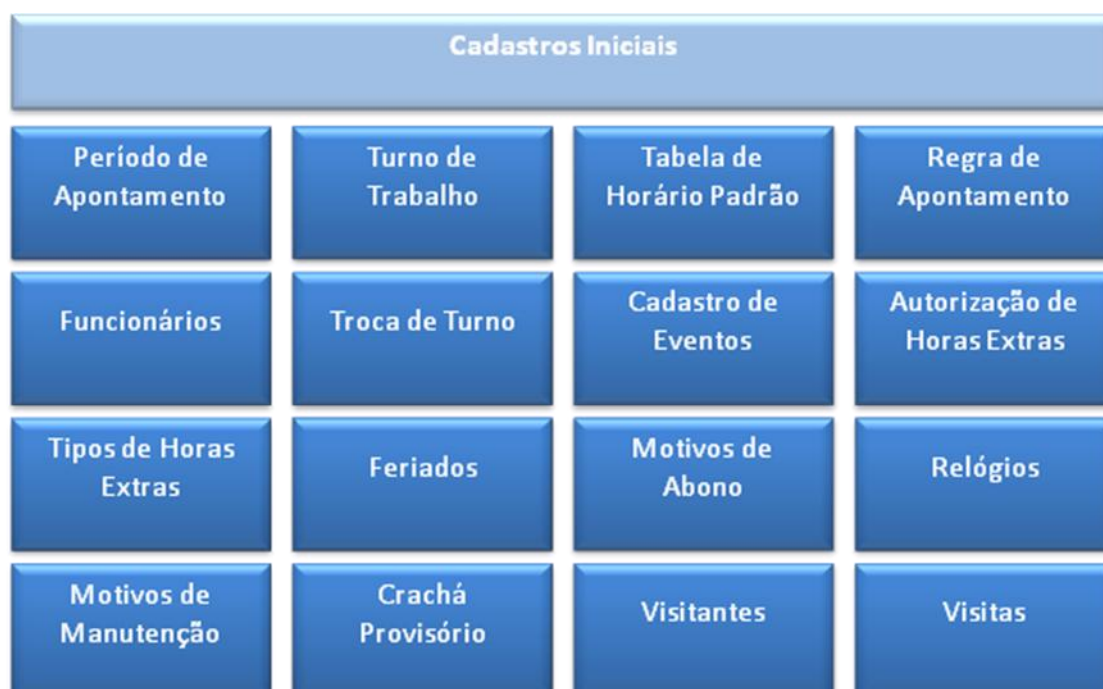 Cadastros Iniciais
Período de
Apontamento
Turno de
Trabalho
Tabela de
Horário Padrão
Regra de
Apontamento
Funcionários
Troca de Turno
Cadastro de
Eventos
Autorização de
Horas Extras
Tipos de Horas
Extras
Feriados
Motivos de
Abono
Relógios
Motivos de
Manutenção
Crachá
Provisório
Visitantes
Visitas